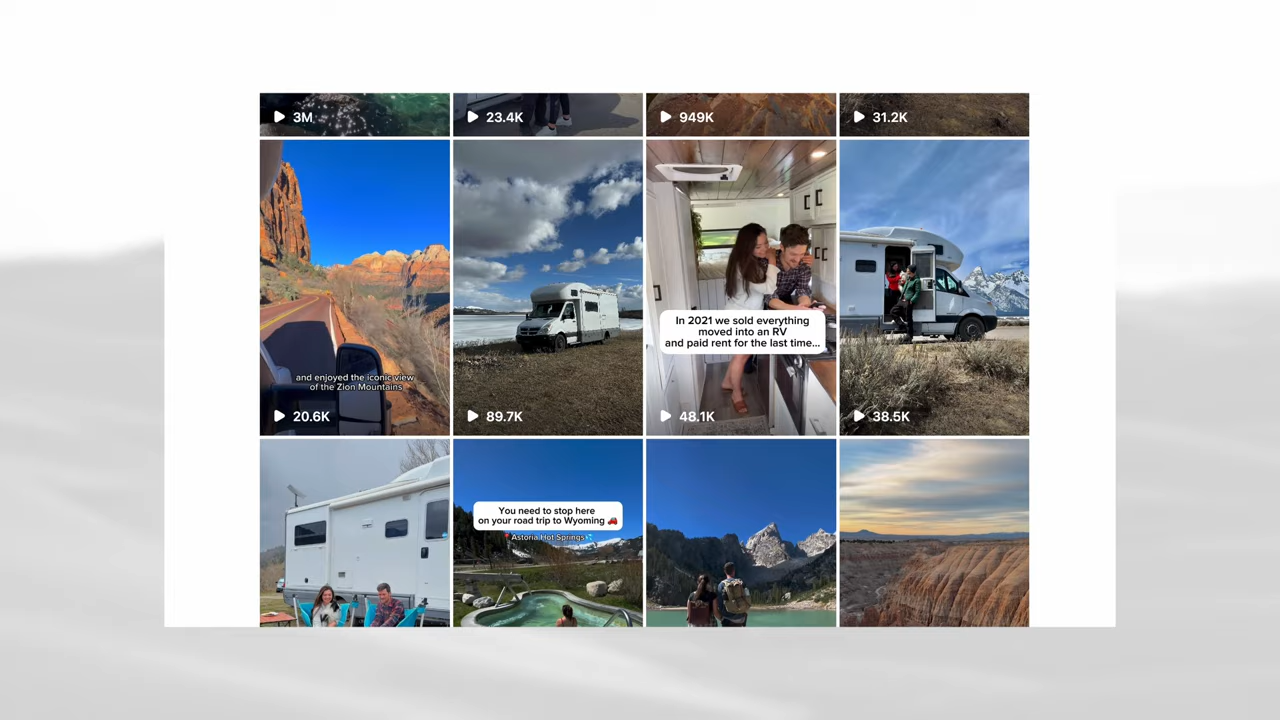 3M
23.4K
949K
31.2K
and enjoyed the iconic view
of the Zion Mountains
20.6K
89.7K
In 2021 we sold everything
moved into an RV
and paid rent for the last time...
48.1K
38.5K
You need to stop here
on your road trip to Wyoming 🚗
📍Astoria Hot Springs💦